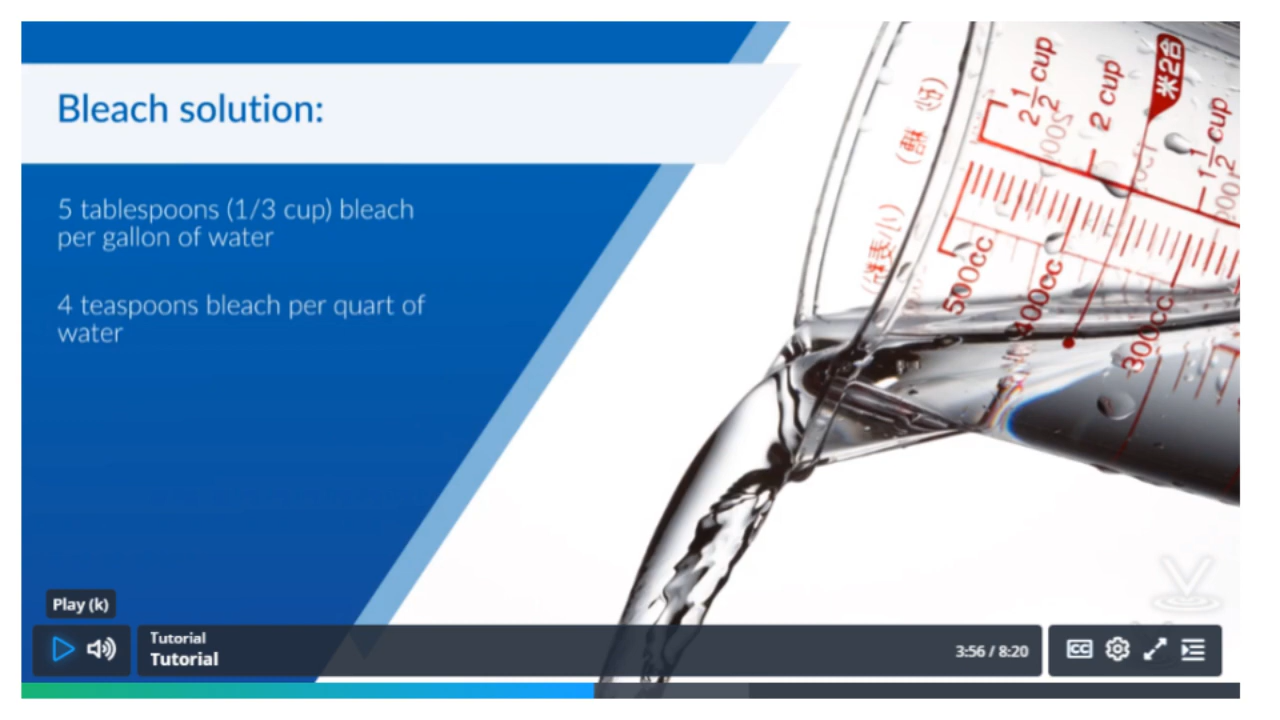 Bleach solution:
5 tablespoons (1/3 cup) bleach
per gallon of water
4 teaspoons bleach per quart of
water
2 1/2 cup
2 cup
1 1/2 cup
米2合
500cc
400cc
300cc
Play (k)
Tutorial
Tutorial
3:56 / 8:20
CC